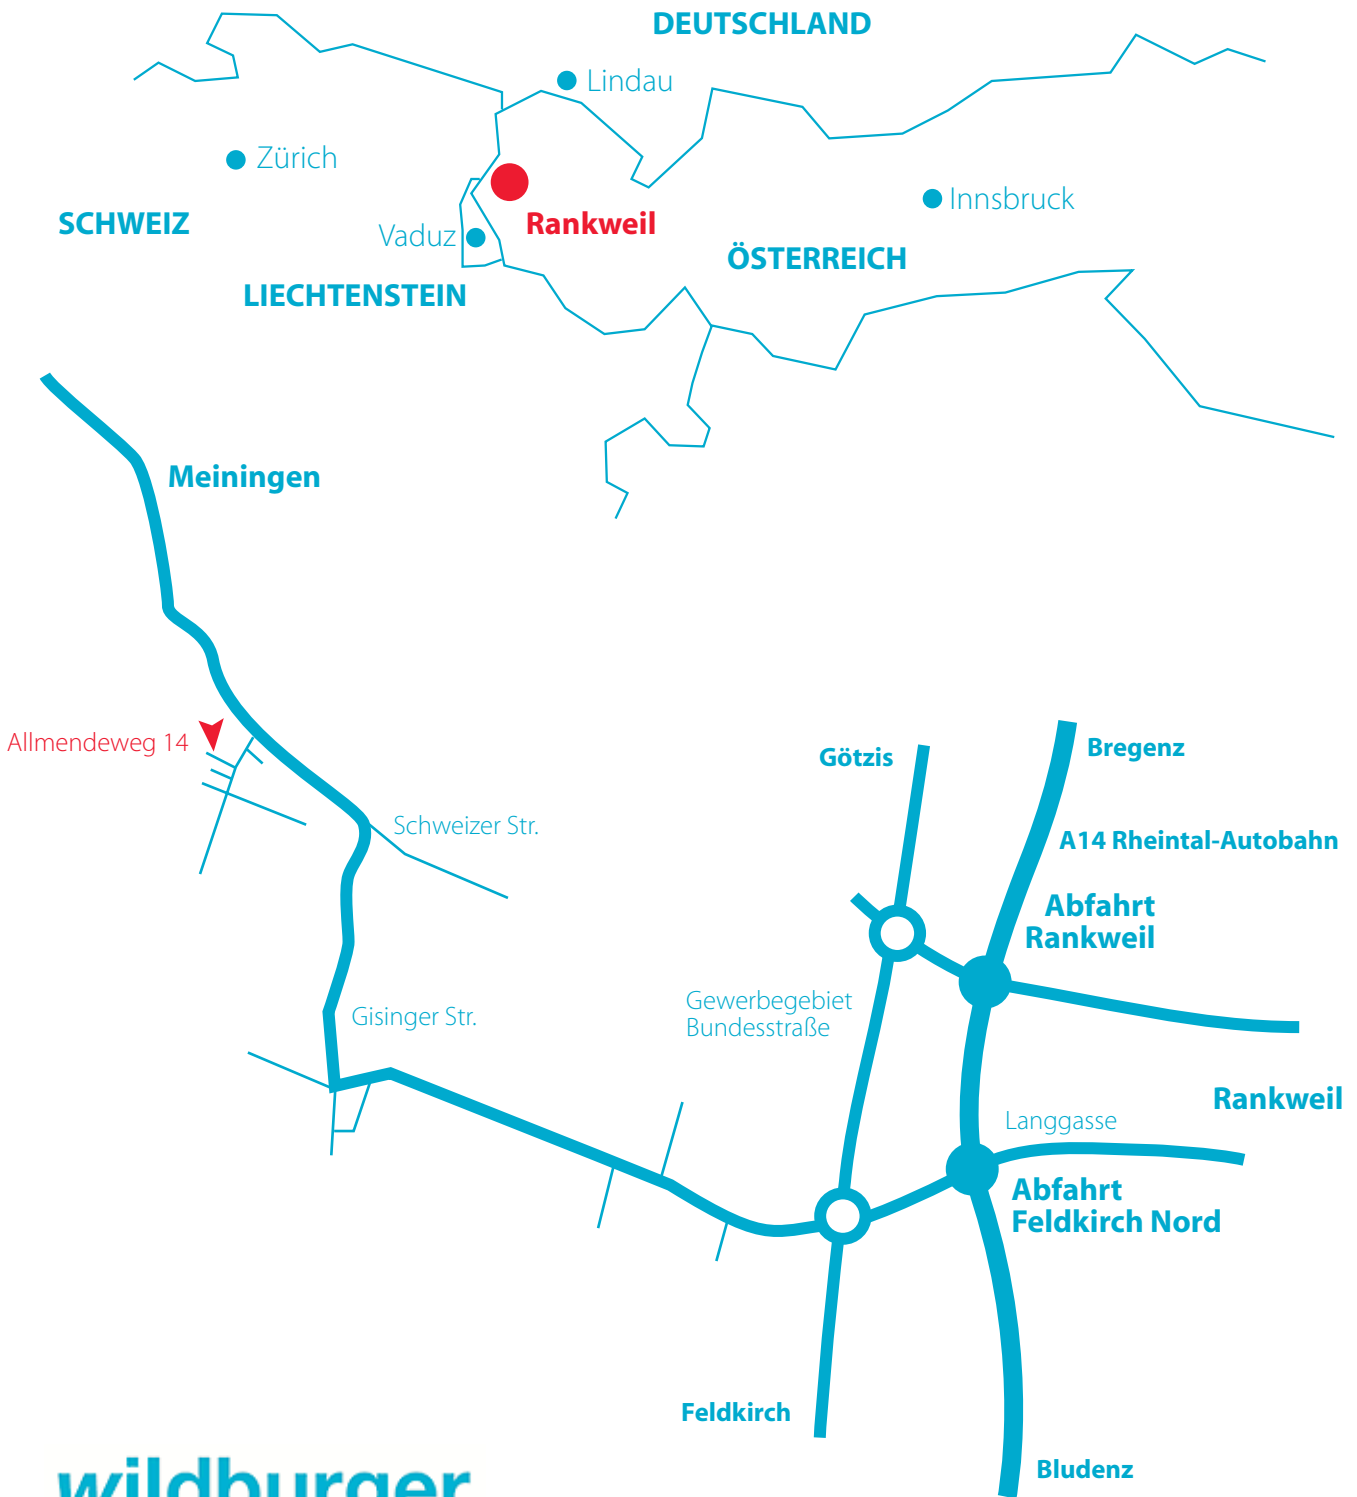 DEUTSCHLAND
Lindau
Zürich
Innsbruck
SCHWEIZ
Rankweil
Vaduz
ÖSTERREICH
LIECHTENSTEIN
Meiningen
Allmendeweg 14
Götzis
Bregenz
Schweizer Str.
A14 Rheintal-Autobahn
Abfahrt
Rankweil
Gewerbegebiet
Bundesstraße
Gisinger Str.
Rankweil
Langgasse
Abfahrt
Feldkirch Nord
Feldkirch
Bludenz
wildburger